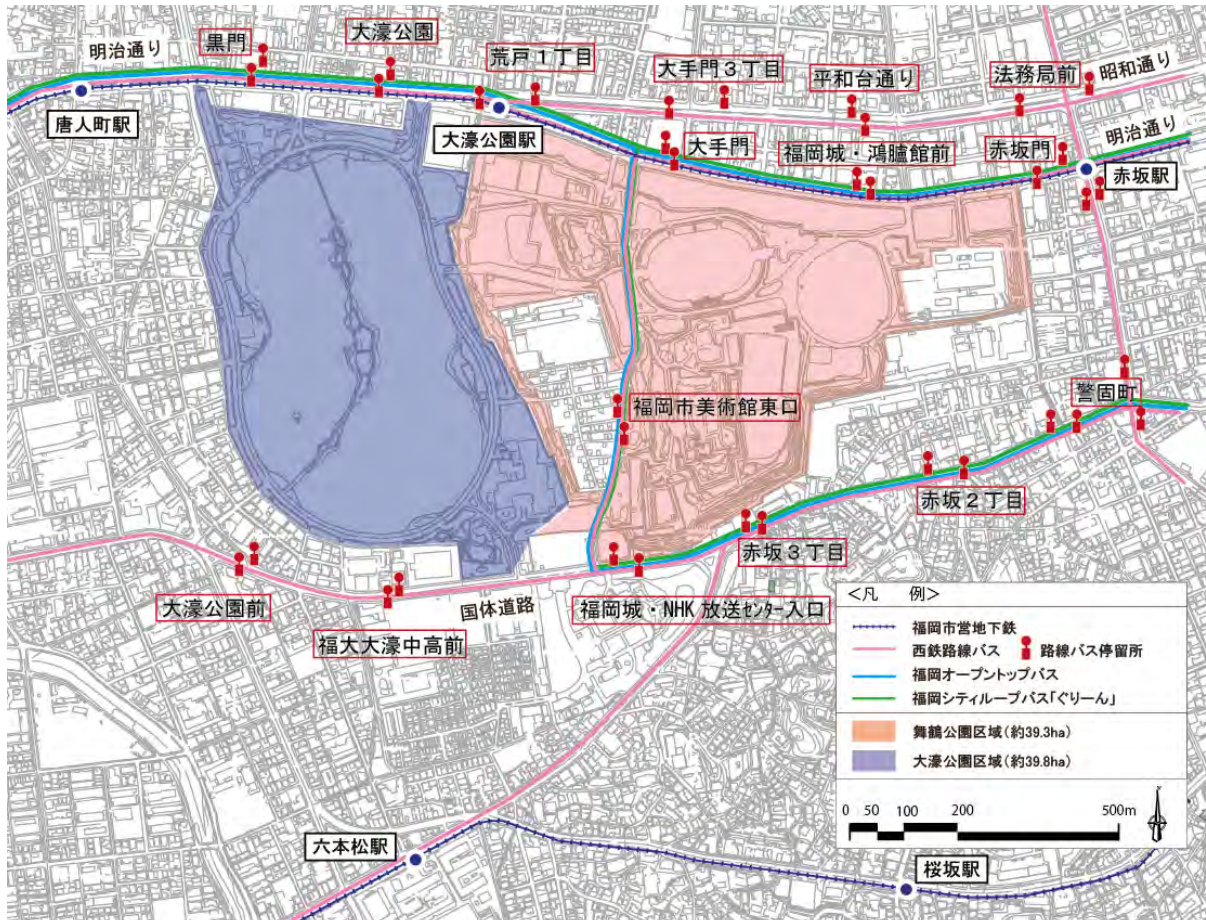 明治通り
黒門
大濠公園
荒戸1丁目
大手門3丁目
平和台通り
法務局前
昭和通り
唐人町駅
大濠公園駅
大手門
福岡城・鴻臚館前
赤坂門
明治通り
赤坂駅
福岡市美術館東口
警固町
赤坂2丁目
赤坂3丁目
大濠公園前
福大大濠中高前
国体道路
福岡城・NHK放送センター入口
六本松駅
桜坂駅
<凡 例>
福岡市営地下鉄
西鉄路線バス 路線バス停留所
福岡オープントップバス
福岡シティループバス「ぐりーん」
舞鶴公園区域(約39.3ha)
大濠公園区域(約39.8ha)
0 50 100 200 500m